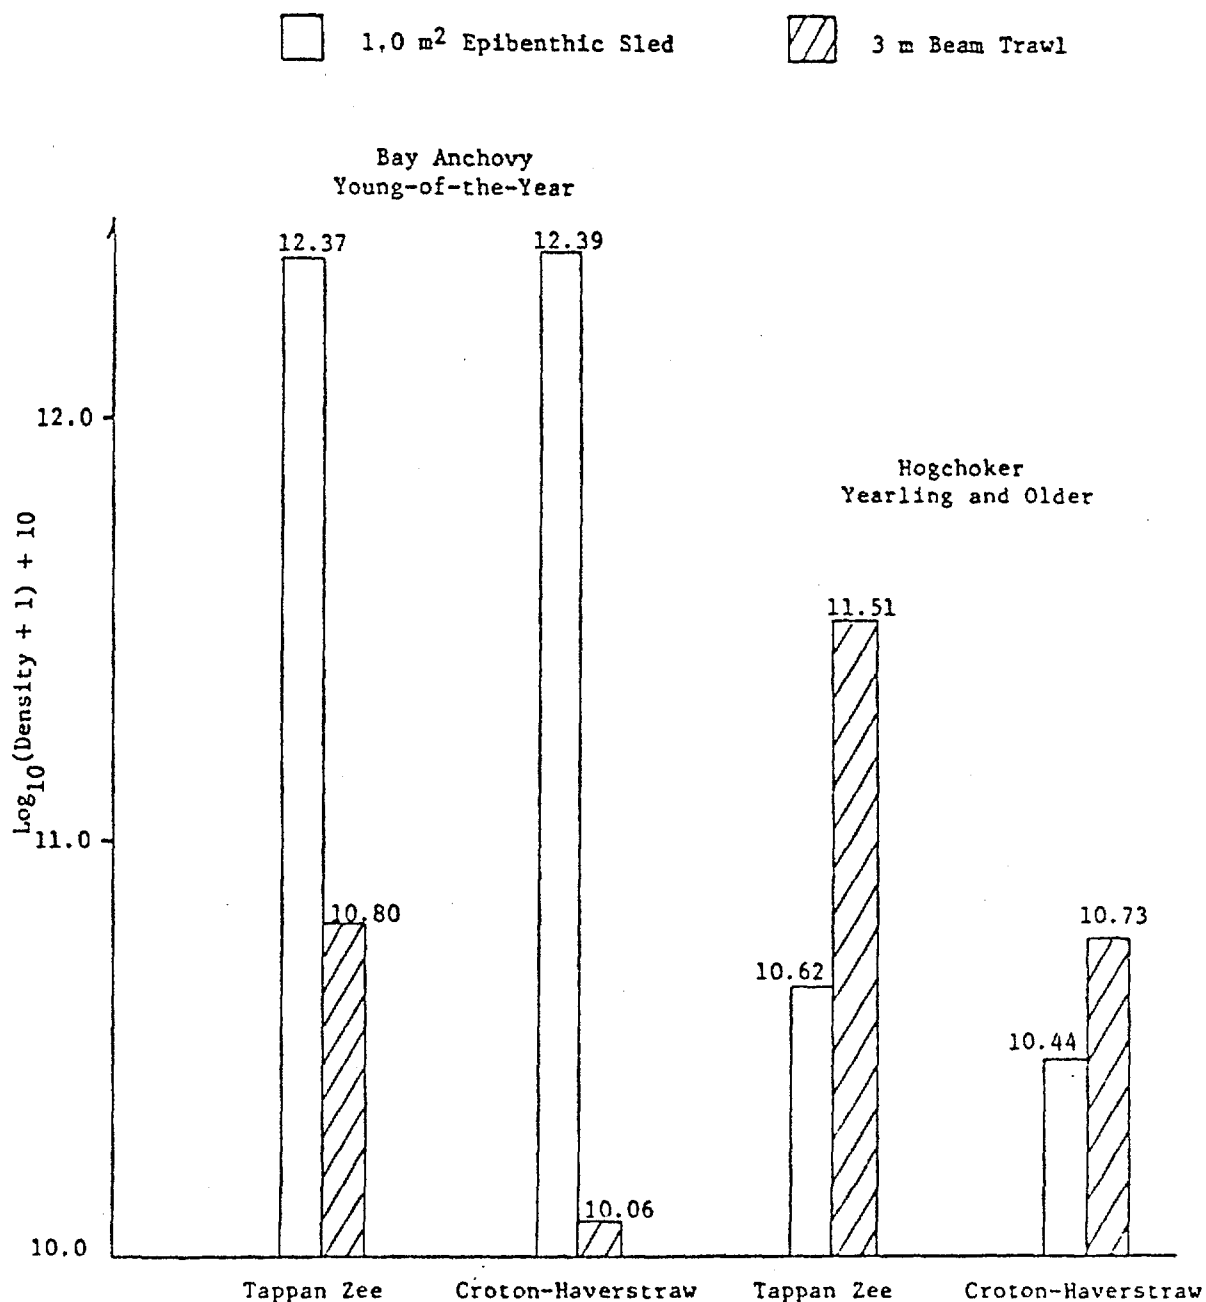 1.0 m2 Epibenthic Sled
3 m Beam Trawl
Bay Anchovy
Young-of-the-Year
12.37
12.39
12.0
Hogchoker
Yearling and Older
11.51
Log10(Density + 1) + 10
11.0
10.80
10.73
10.62
10.44
10.06
10.0
Tappan Zee
Croton-Haverstraw
Tappan Zee
Croton-Haverstraw